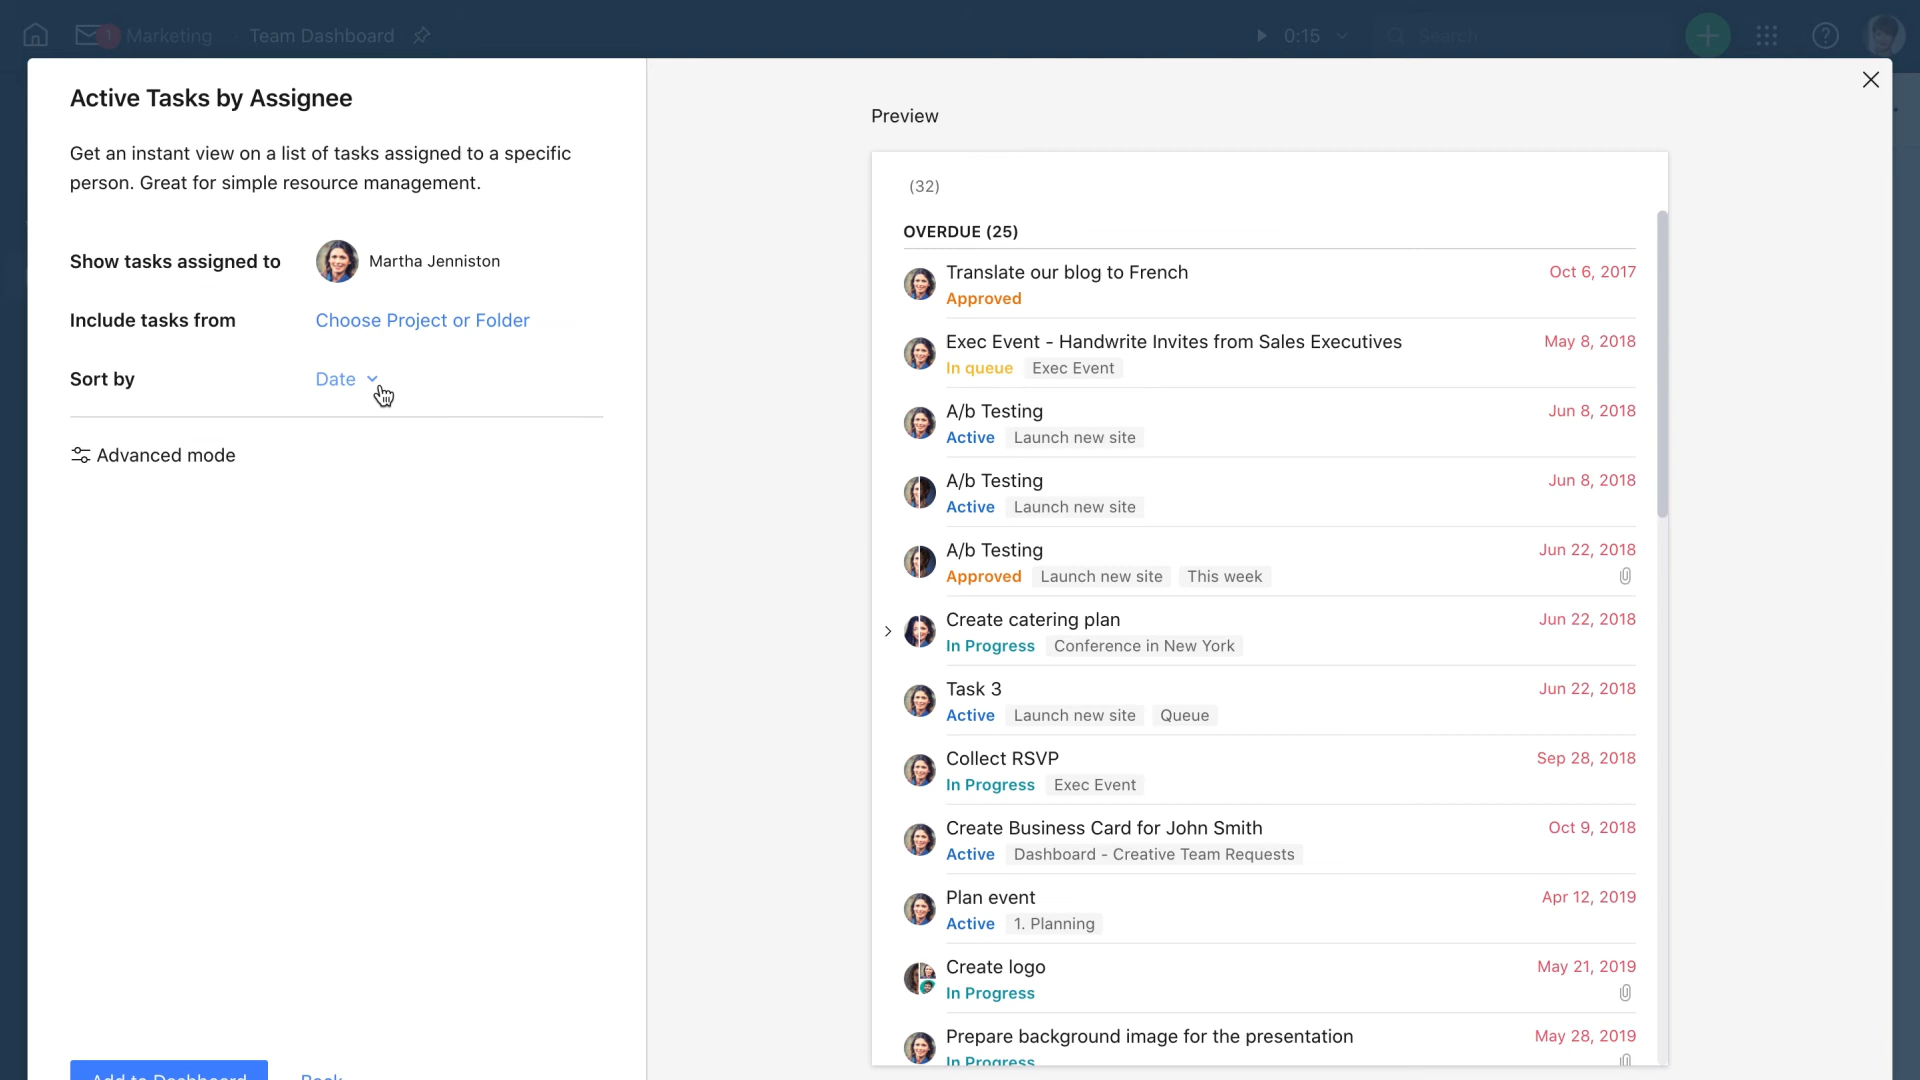 1 Marketing Team Dashboard 0:15 Search
Active Tasks by Assignee
Get an instant view on a list of tasks assigned to a specific
person. Great for simple resource management.
Show tasks assigned to Martha Jenniston
Include tasks from Choose Project or Folder
Sort by Date
Advanced mode
Add to Dashboard Back
Preview
(32)
OVERDUE (25)
Translate our blog to French Oct 6, 2017
Approved
Exec Event - Handwrite Invites from Sales Executives May 8, 2018
In queue Exec Event
A/b Testing Jun 8, 2018
Active Launch new site
A/b Testing Jun 8, 2018
Active Launch new site
A/b Testing Jun 22, 2018
Approved Launch new site This week
Create catering plan Jun 22, 2018
In Progress Conference in New York
Task 3 Jun 22, 2018
Active Launch new site Queue
Collect RSVP Sep 28, 2018
In Progress Exec Event
Create Business Card for John Smith Oct 9, 2018
Active Dashboard - Creative Team Requests
Plan event Apr 12, 2019
Active 1. Planning
Create logo May 21, 2019
In Progress
Prepare background image for the presentation May 28, 2019
In Progress